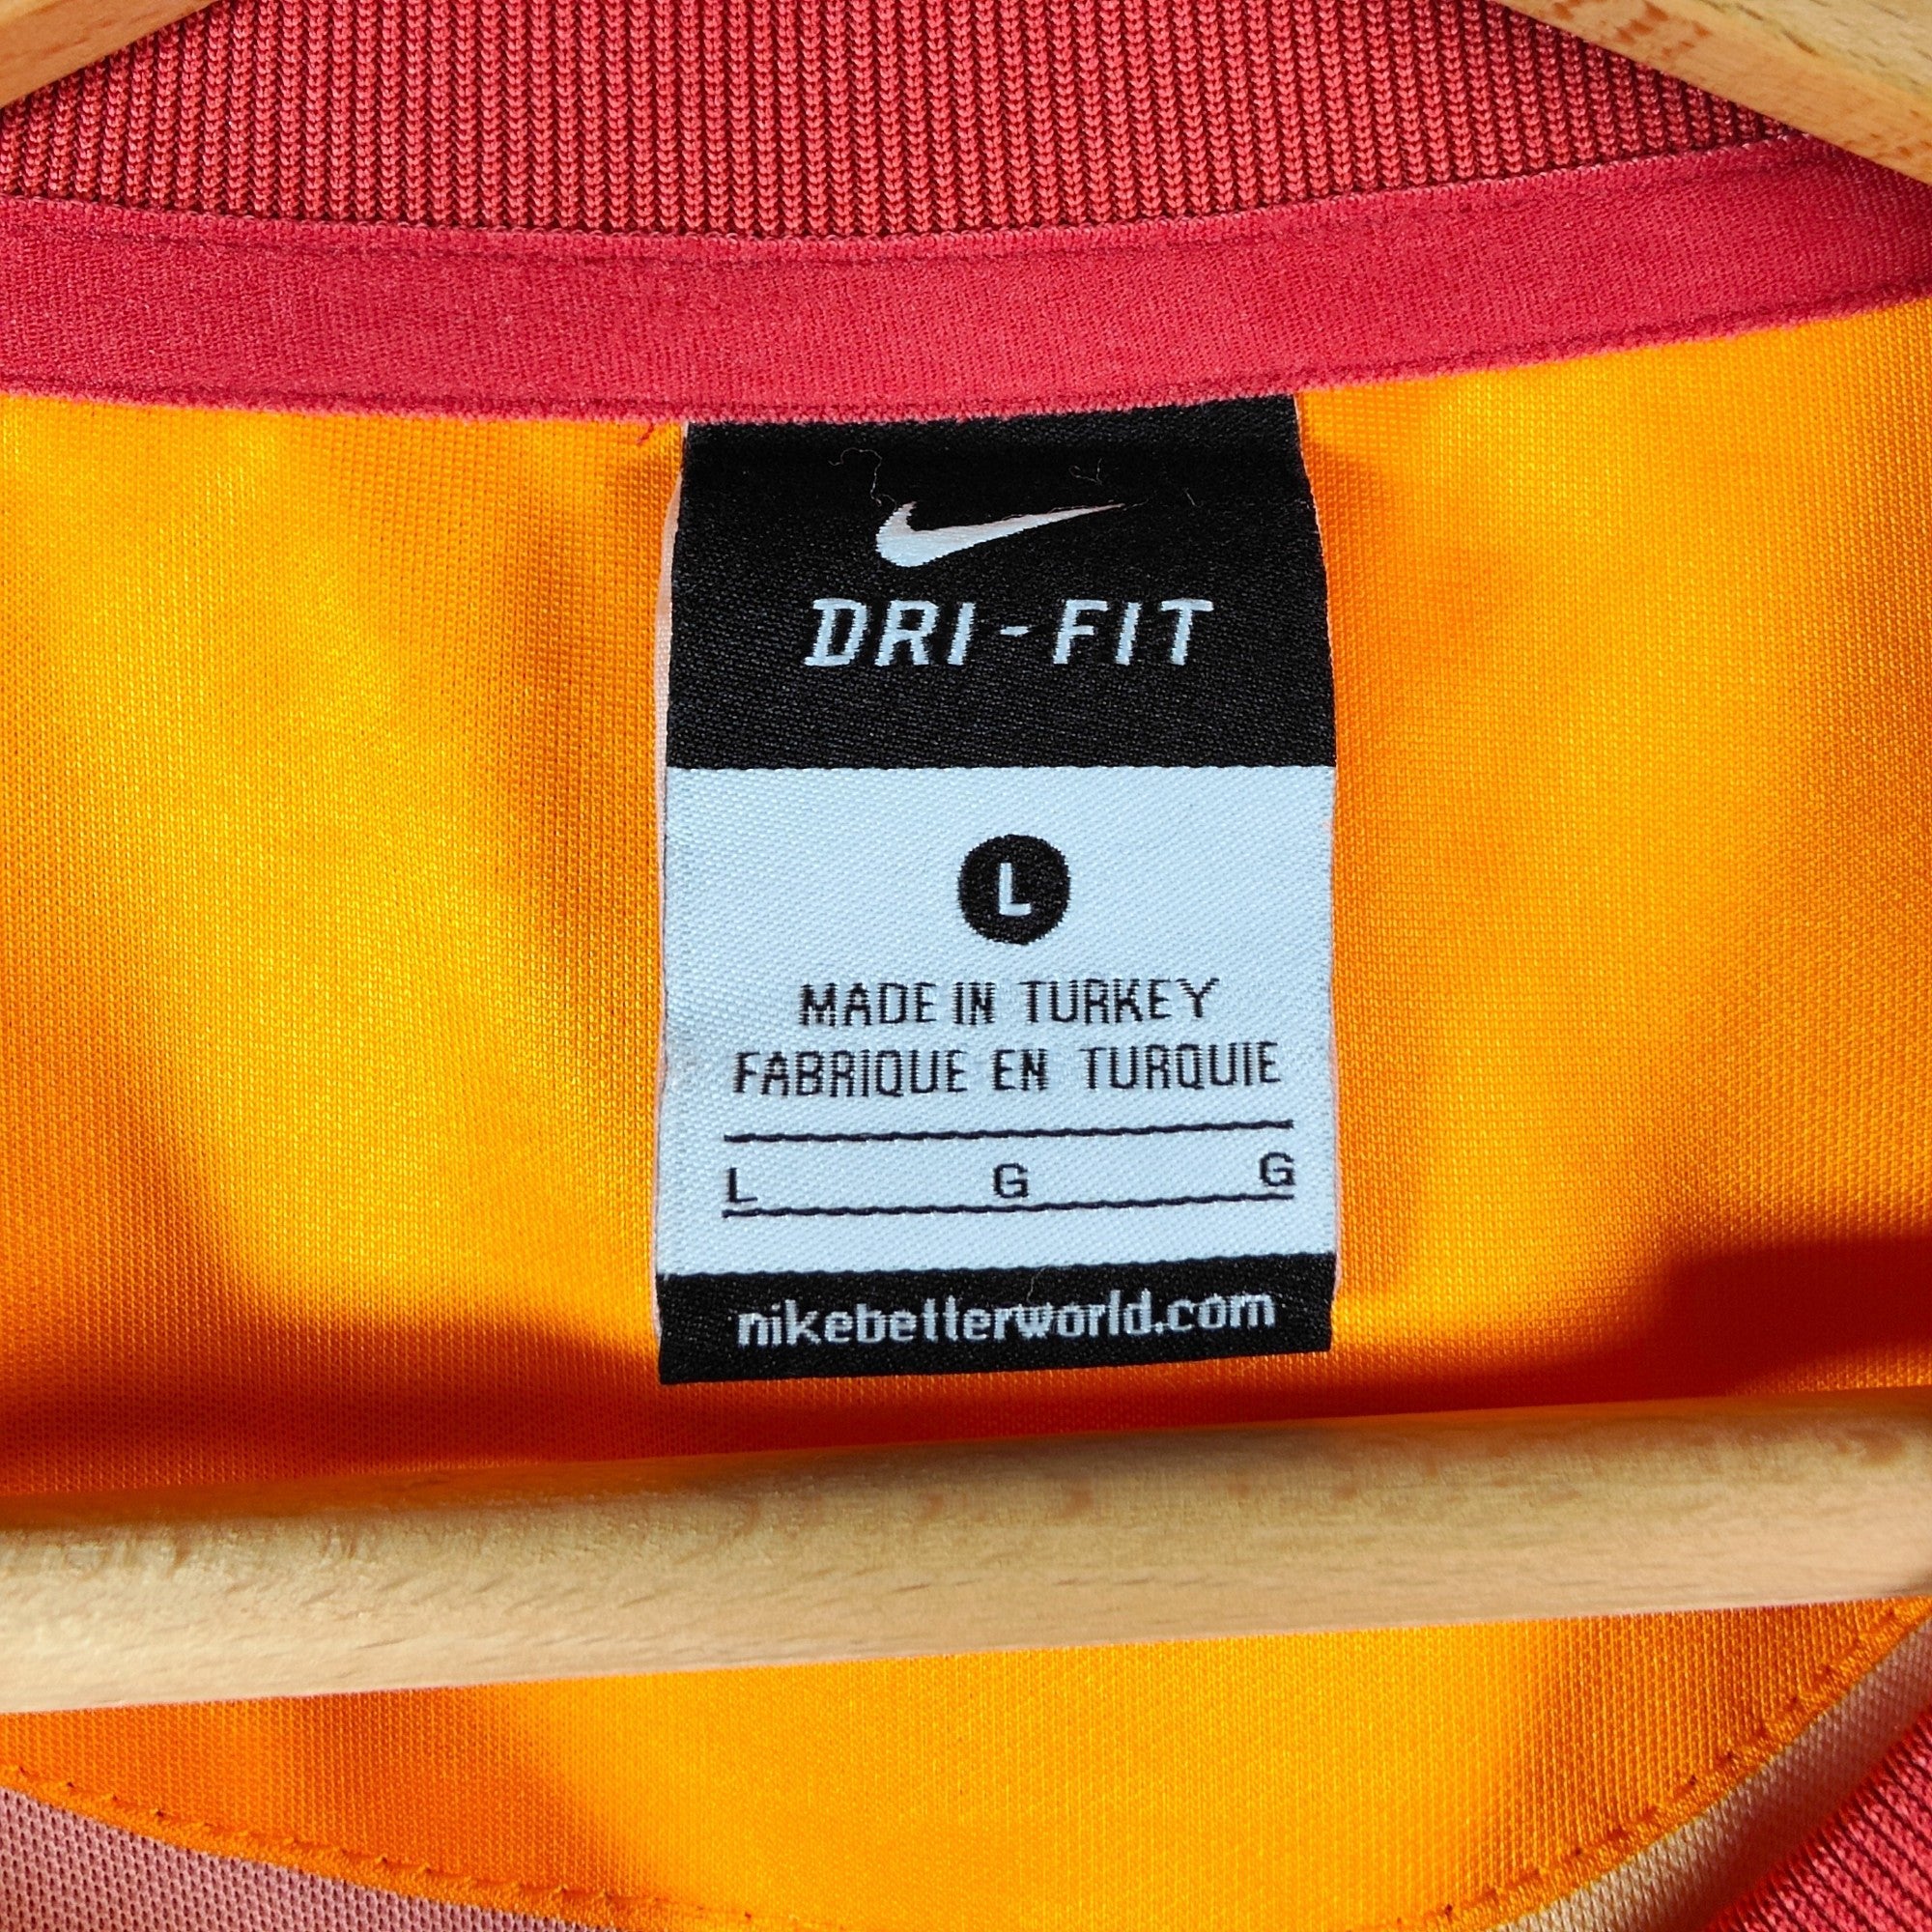 DRI-FIT
L
MADE IN TURKEY
FABRIQUE EN TURQUIE
L G G
nikebetterworld.com